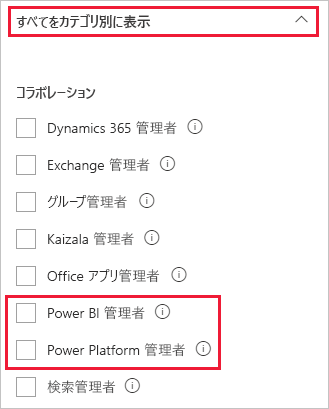 すべてをカテゴリ別に表示
コラボレーション
Dynamics 365 管理者
Exchange 管理者
グループ管理者
Kaizala 管理者
Office アプリ管理者
Power BI 管理者
Power Platform 管理者
検索管理者